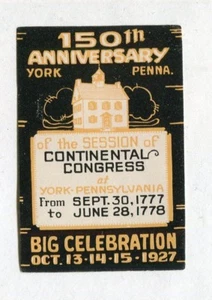 150th
ANNIVERSARY
YORK PENNA.
of the SESSION of
CONTINENTAL
CONGRESS
at
YORK-PENNSYLVANIA
From SEPT. 30, 1777
to JUNE 28, 1778
BIG CELEBRATION
OCT. 13-14-15-1927